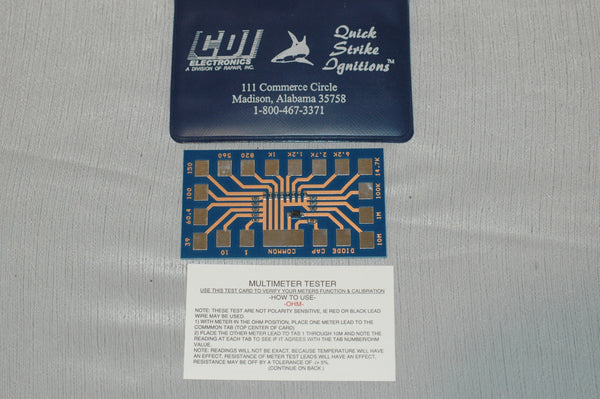 CDI
ELECTRONICS
A DIVISION OF RAPAIR, INC.
Quick
Strike
Ignitions™
111 Commerce Circle
Madison, Alabama 35758
1-800-467-3371
150 560 820 1K 1.2K 2.7K 6.2K 14.7K
100 100K
60.4 1M
39 10 1 COMMON CAP DIODE 10M
MULTIMETER TESTER
USE THIS TEST CARD TO VERIFY YOUR METERS FUNCTION & CALIBRATION
-HOW TO USE-
-OHM-
NOTE: THESE TEST ARE NOT POLARITY SENSITIVE, IE RED OR BLACK LEAD
WIRE MAY BE USED.
1) WITH METER IN THE OHM POSITION, PLACE ONE METER LEAD TO THE
COMMMON TAB (TOP CENTER OF CARD)
2) PLACE THE OTHER METER LEAD TO TAB 1 THROUGH 10M AND NOTE THE
READING AT EACH TAB TO SEE IF IT AGREES WITH THE TAB NUMBER/OHM
VALUE.
NOTE: READINGS WILL NOT BE EXACT, BECAUSE TEMPERATURE WILL HAVE
AN EFFECT. RESISTANCE OF METER TEST LEADS WILL HAVE AN EFFECT.
RESISTANCE MAY BE OFF BY A TOLERANCE OF -/+ 5%.
(CONTINUE ON BACK )